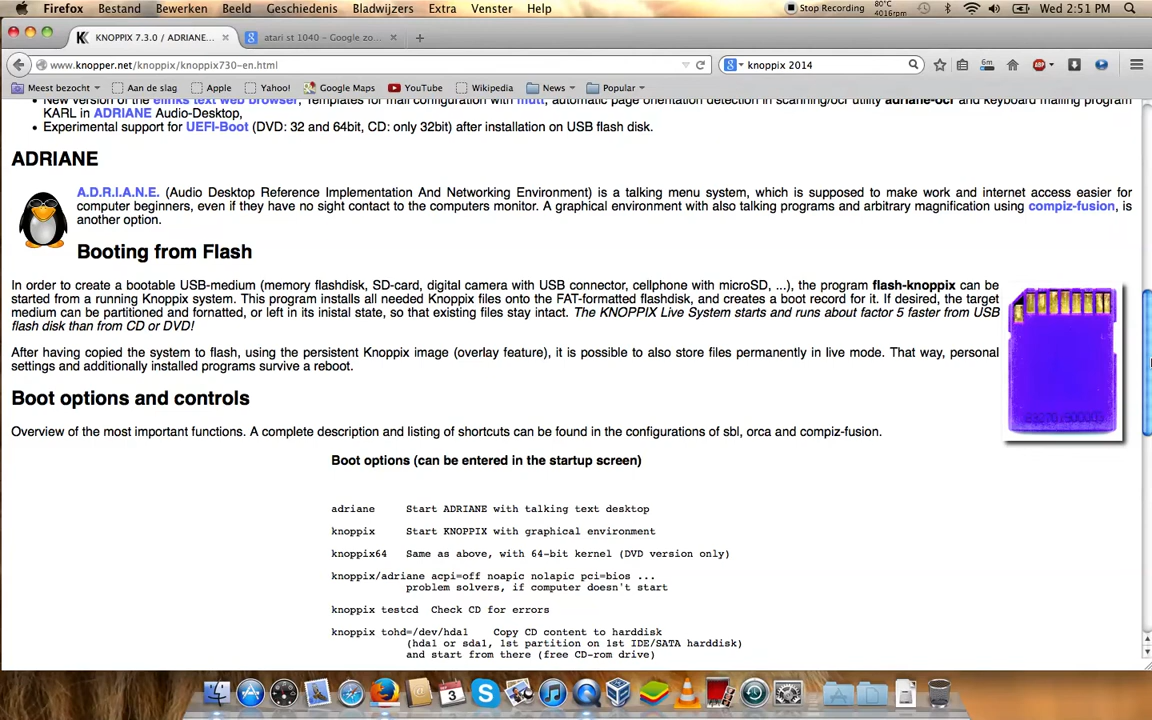 Firefox Bestand Bewerken Beeld Geschiedenis Bladwijzers Extra Venster Help Stop Recording 80°C 4016rpm Wed 2:51 PM
KNOPPIX 7.3.0 / ADRIANE... × atari st 1040 - Google zo... × +
www.knopper.net/knoppix/knoppix730-en.html knoppix 2014 6m ABP
Meest bezocht Aan de slag Apple Yahoo! Google Maps YouTube Wikipedia News Popular
• New version of the elinks text web browser, Templates for mail configuration with mutt, automatic page orientation detection in scanning/ocr utility adriane-ocr and keyboard mailing program
KARL in ADRIANE Audio-Desktop,
• Experimental support for UEFI-Boot (DVD: 32 and 64bit, CD: only 32bit) after installation on USB flash disk.
ADRIANE
A.D.R.I.A.N.E. (Audio Desktop Reference Implementation And Networking Environment) is a talking menu system, which is supposed to make work and internet access easier for
computer beginners, even if they have no sight contact to the computers monitor. A graphical environment with also talking programs and arbitrary magnification using compiz-fusion, is
another option.
Booting from Flash
In order to create a bootable USB-medium (memory flashdisk, SD-card, digital camera with USB connector, cellphone with microSD, ...), the program flash-knoppix can be
started from a running Knoppix system. This program installs all needed Knoppix files onto the FAT-formatted flashdisk, and creates a boot record for it. If desired, the target
medium can be partitioned and fornatted, or left in its inistal state, so that existing files stay intact. The KNOPPIX Live System starts and runs about factor 5 faster from USB
flash disk than from CD or DVD!
After having copied the system to flash, using the persistent Knoppix image (overlay feature), it is possible to also store files permanently in live mode. That way, personal
settings and additionally installed programs survive a reboot.
Boot options and controls
Overview of the most important functions. A complete description and listing of shortcuts can be found in the configurations of sbl, orca and compiz-fusion.
Boot options (can be entered in the startup screen)
adriane Start ADRIANE with talking text desktop
knoppix Start KNOPPIX with graphical environment
knoppix64 Same as above, with 64-bit kernel (DVD version only)
knoppix/adriane acpi=off noapic nolapic pci=bios ...
problem solvers, if computer doesn't start
knoppix testcd Check CD for errors
knoppix tohd=/dev/hda1 Copy CD content to harddisk
(hda1 or sda1, 1st partition on 1st IDE/SATA harddisk)
and start from there (free CD-rom drive)
3